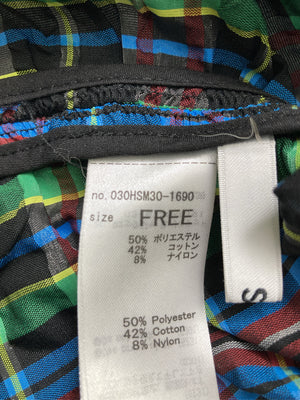 no. 030HSM30-1690
size FREE
50% ポリエステル
42% コットン
8% ナイロン
50% Polyester
42% Cotton
8% Nylon
S